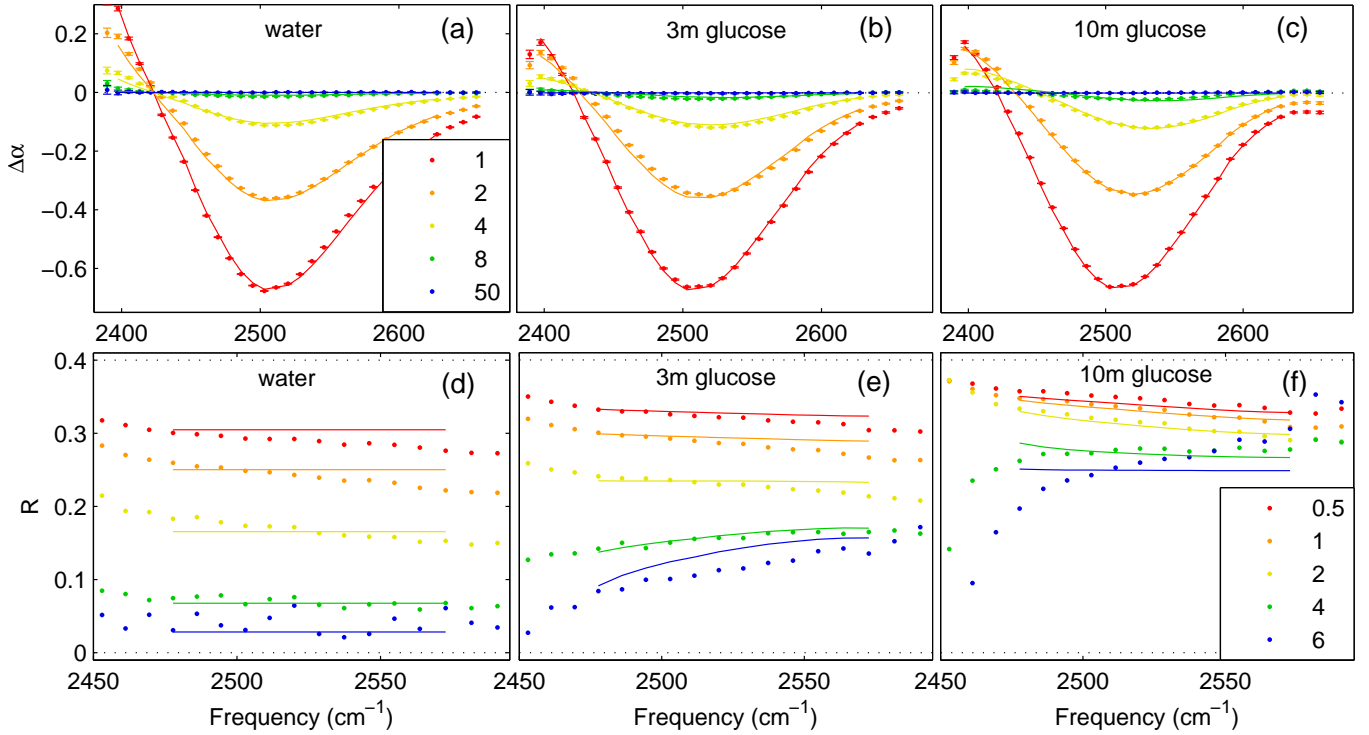 water (a)
3m glucose (b)
10m glucose (c)
0.2
0
−0.2
−0.4
−0.6
Δα
1
2
4
8
50
2400 2500 2600
2400 2500 2600
2400 2500 2600
water (d)
3m glucose (e)
10m glucose (f)
0.4
0.3
0.2
0.1
0
R
0.5
1
2
4
6
2450 2500 2550
2450 2500 2550
2450 2500 2550
Frequency (cm⁻¹)
Frequency (cm⁻¹)
Frequency (cm⁻¹)